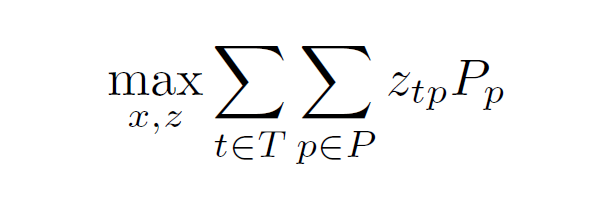 \max_{x,z} \sum_{t \in T} \sum_{p \in P} z_{tp} P_p